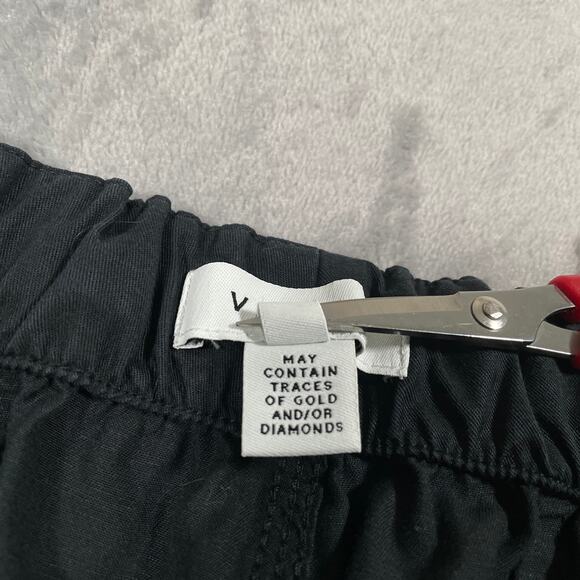 V
MAY
CONTAIN
TRACES
OF GOLD
AND/OR
DIAMONDS